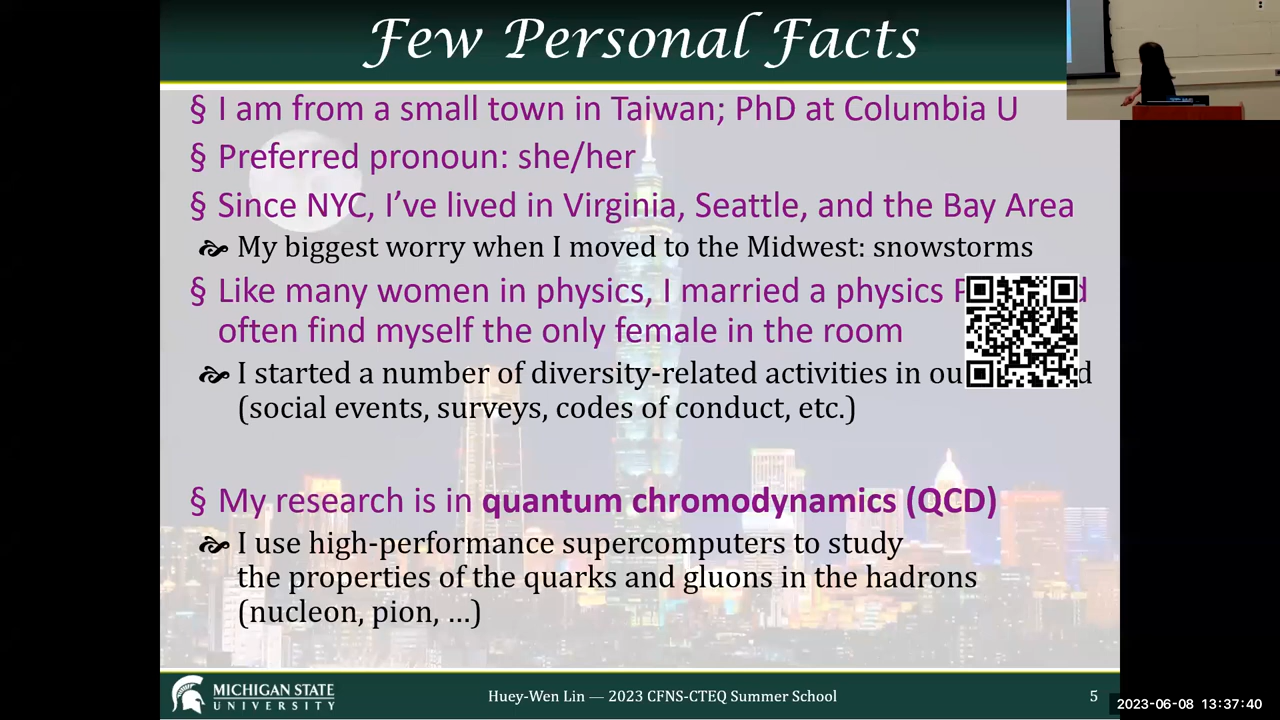 Few Personal Facts
§ I am from a small town in Taiwan; PhD at Columbia U
§ Preferred pronoun: she/her
§ Since NYC, I've lived in Virginia, Seattle, and the Bay Area
My biggest worry when I moved to the Midwest: snowstorms
§ Like many women in physics, I married a physics
often find myself the only female in the room
I started a number of diversity-related activities in
(social events, surveys, codes of conduct, etc.)
§ My research is in quantum chromodynamics (QCD)
I use high-performance supercomputers to study
the properties of the quarks and gluons in the hadrons
(nucleon, pion, ...)
MICHIGAN STATE
UNIVERSITY
Huey-Wen Lin — 2023 CFNS-CTEQ Summer School
5
2023-06-08 13:37:40